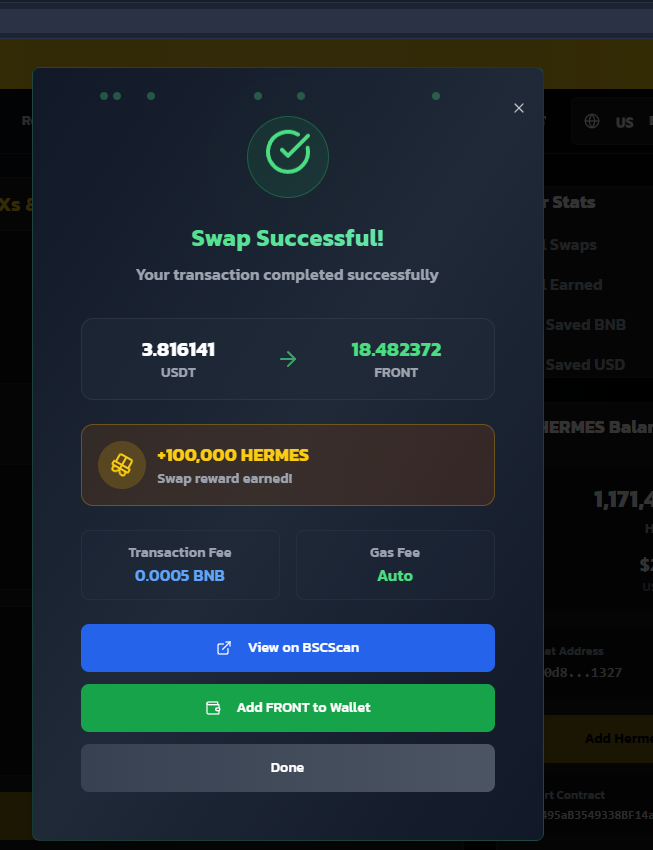 Xs &
US
r Stats
Swaps
Earned
Saved BNB
Saved USD
HERMES Balan
1,171,4
et Address
0d8...1327
Add Herme
rt Contract
495aB3549338BF14a
Swap Successful!
Your transaction completed successfully
3.816141
USDT
18.482372
FRONT
+100,000 HERMES
Swap reward earned!
Transaction Fee
0.0005 BNB
Gas Fee
Auto
View on BSCScan
Add FRONT to Wallet
Done